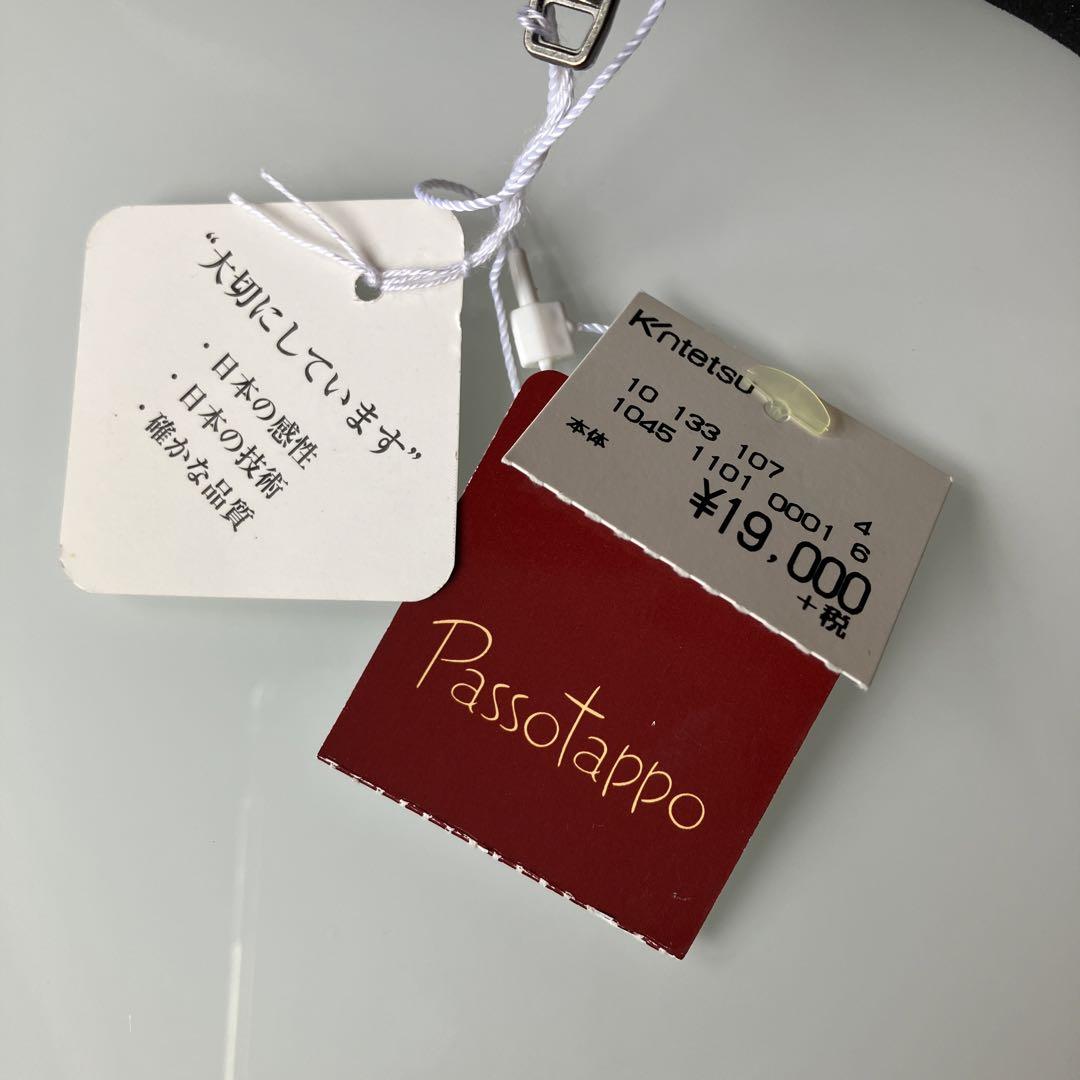 “大切にしています”
・日本の感性
・日本の技術
・確かな品質
Kintetsu
10 133 107 4
1045 1101 0001 6
本体 ¥19,000
+税
Passotappo